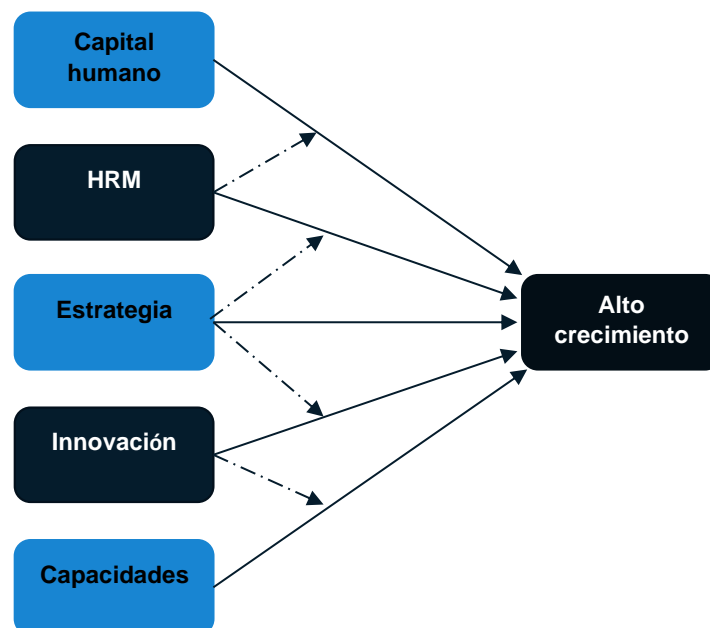 Capital
humano
HRM
Estrategia
Alto
crecimiento
Innovación
Capacidades